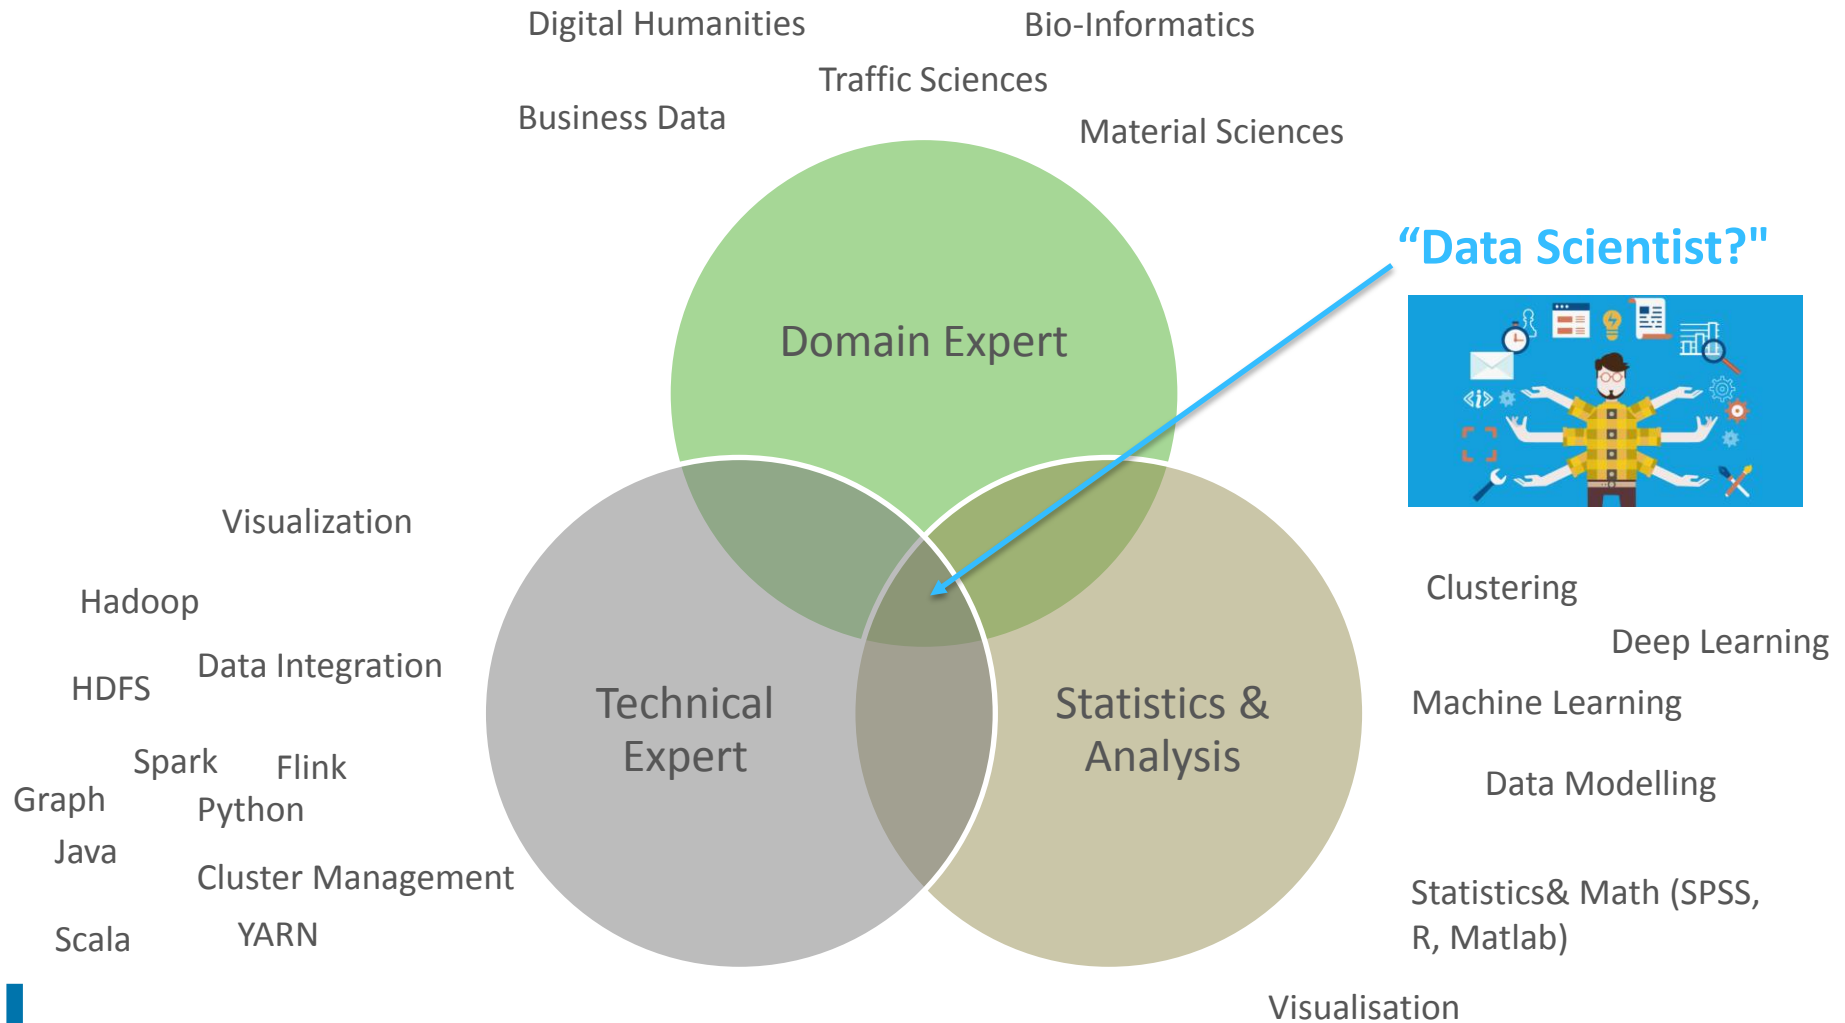 Digital Humanities
Bio-Informatics
Traffic Sciences
Business Data
Material Sciences
“Data Scientist?"
Domain Expert
Visualization
Hadoop
Data Integration
HDFS
Spark
Flink
Graph
Python
Java
Cluster Management
Scala
YARN
Technical
Expert
Statistics &
Analysis
Clustering
Deep Learning
Machine Learning
Data Modelling
Statistics& Math (SPSS,
R, Matlab)
Visualisation